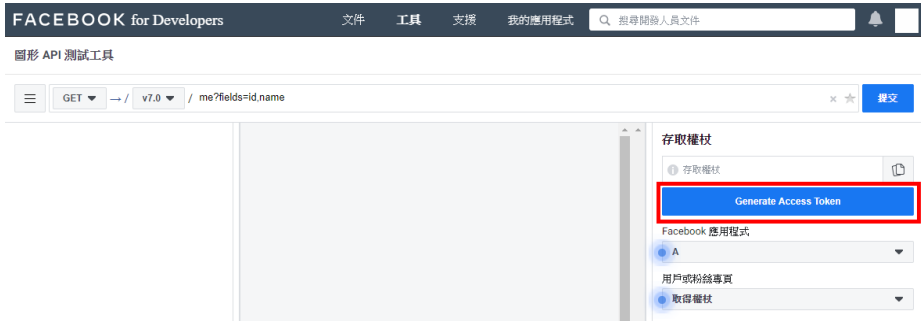 FACEBOOK for Developers 文件 工具 支援 我的應用程式 搜尋開發人員文件
圖形 API 測試工具
GET → / v7.0 / me?fields=id,name × 提交
存取權杖
存取權杖
Generate Access Token
Facebook 應用程式
A
用戶或粉絲專頁
取得權杖